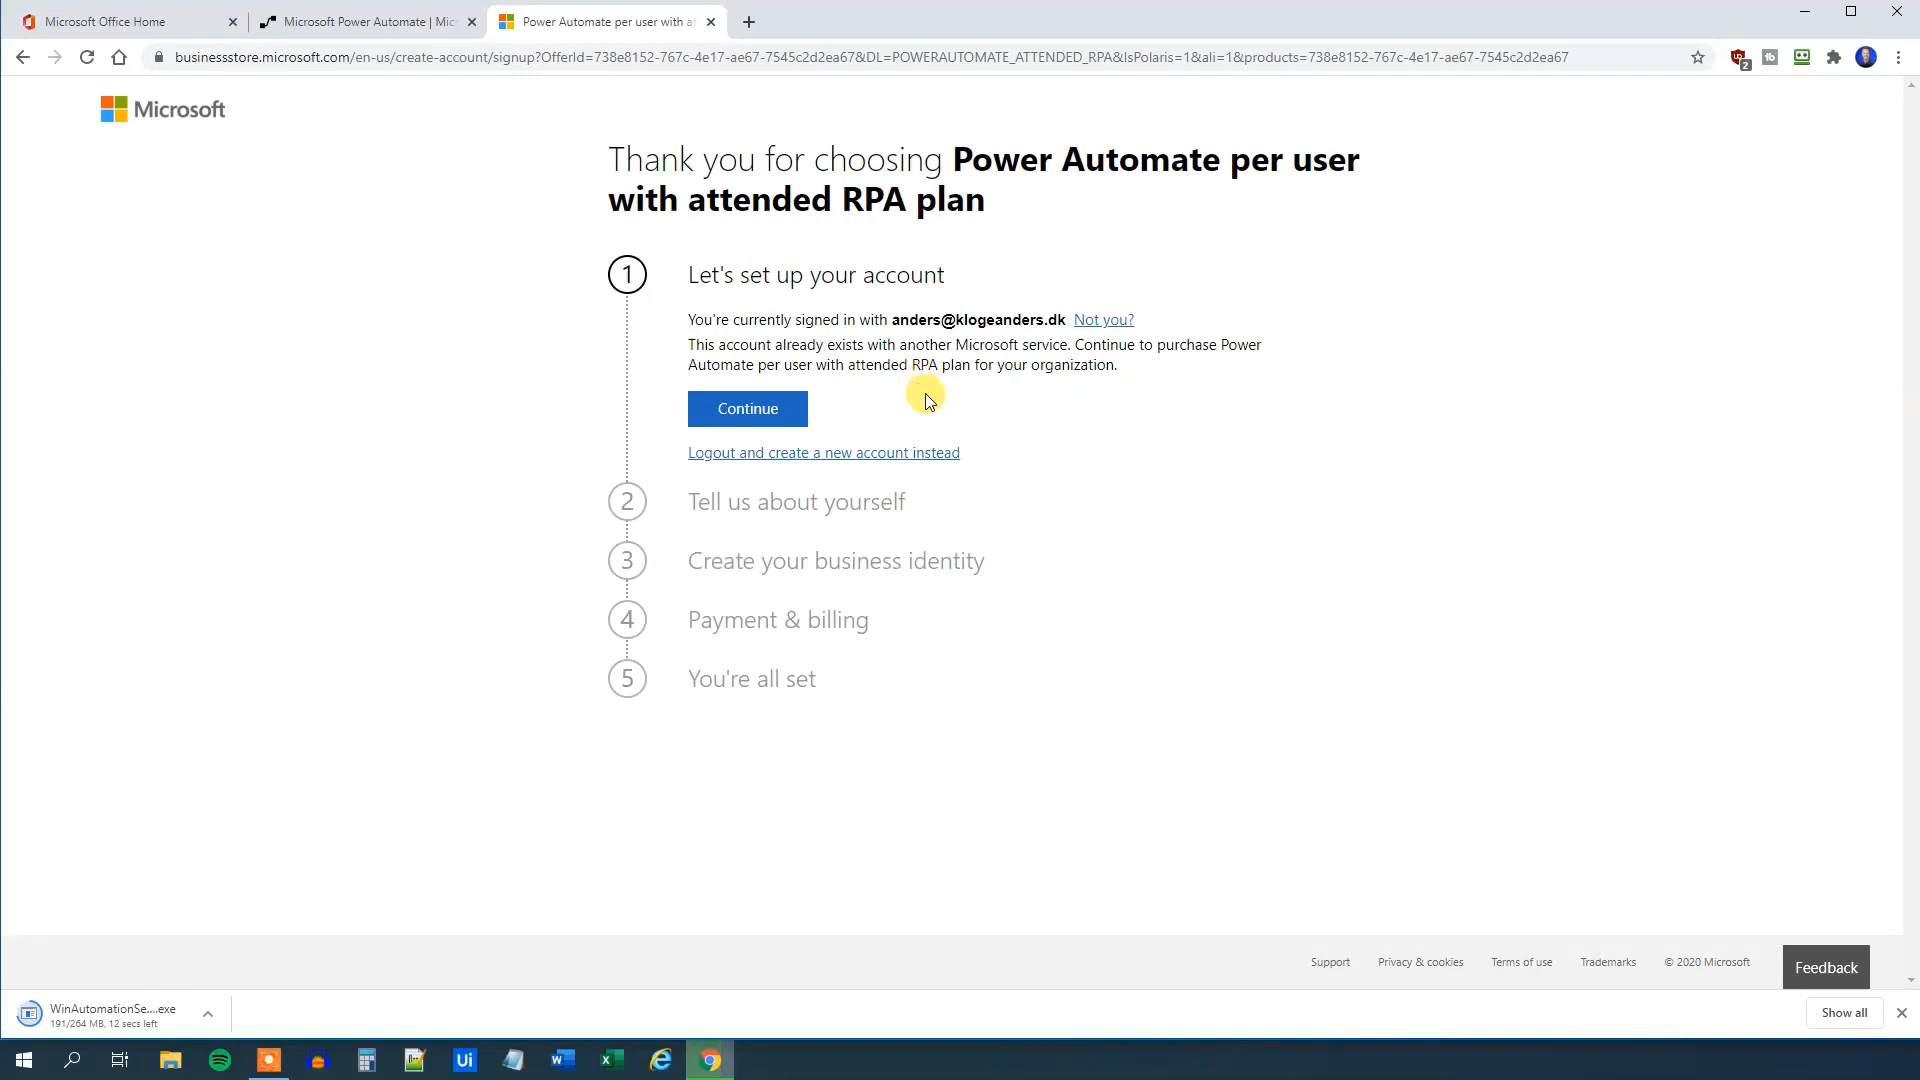 Microsoft Office Home
Microsoft Power Automate | Mic
Power Automate per user with a
businessstore.microsoft.com/en-us/create-account/signup?OfferId=738e8152-767c-4e17-ae67-7545c2d2ea67&DL=POWERAUTOMATE_ATTENDED_RPA&IsPolaris=1&ali=1&products=738e8152-767c-4e17-ae67-7545c2d2ea67
2
Microsoft
Thank you for choosing Power Automate per user
with attended RPA plan
1 Let's set up your account
You're currently signed in with anders@klogeanders.dk Not you?
This account already exists with another Microsoft service. Continue to purchase Power
Automate per user with attended RPA plan for your organization.
Continue
Logout and create a new account instead
2 Tell us about yourself
3 Create your business identity
4 Payment & billing
5 You're all set
Support Privacy & cookies Terms of use Trademarks © 2020 Microsoft
Feedback
WinAutomationSe....exe
191/264 MB, 12 secs left
Show all
Ui